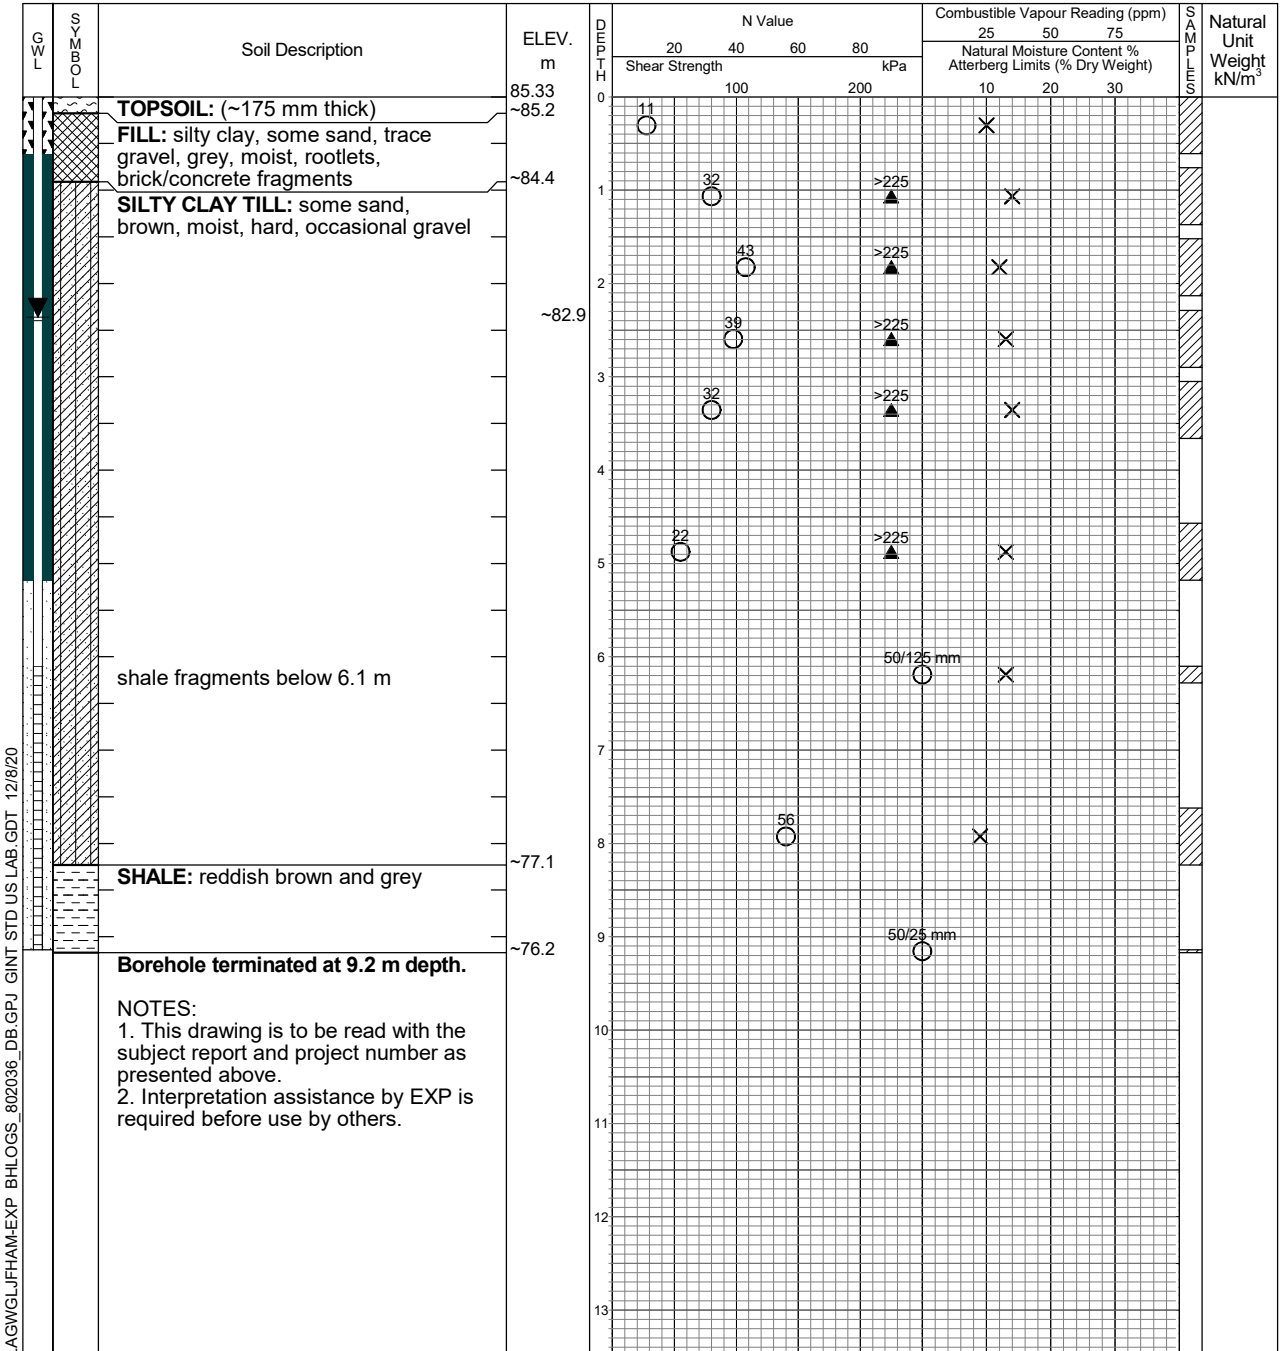 GWL
SYMBOL
Soil Description
ELEV.
m
DEPTH
N Value
20 40 60 80
Shear Strength kPa
100 200
Combustible Vapour Reading (ppm)
25 50 75
Natural Moisture Content %
Atterberg Limits (% Dry Weight)
10 20 30
SAMPLES
Natural
Unit
Weight
kN/m³
85.33
0
TOPSOIL: (~175 mm thick)
~85.2
11
FILL: silty clay, some sand, trace
gravel, grey, moist, rootlets,
brick/concrete fragments
~84.4
1
32
>225
SILTY CLAY TILL: some sand,
brown, moist, hard, occasional gravel
43
>225
2
~82.9
39
>225
3
32
>225
4
22
>225
5
6
50/125 mm
shale fragments below 6.1 m
7
56
8
~77.1
SHALE: reddish brown and grey
9
50/25 mm
~76.2
Borehole terminated at 9.2 m depth.
NOTES:
1. This drawing is to be read with the
subject report and project number as
presented above.
2. Interpretation assistance by EXP is
required before use by others.
10
11
12
13
AGWGLJFHAM-EXP BHLOGS_802036_DB.GPJ GINT STD US LAB.GDT 12/8/20